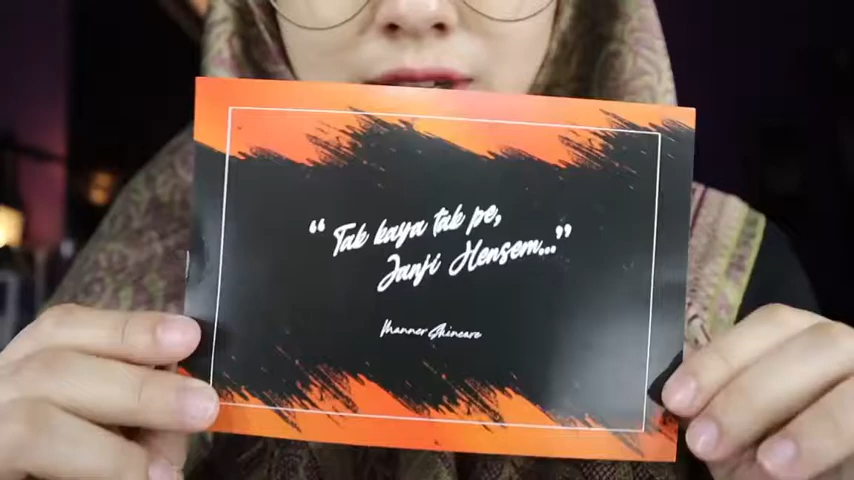 “Tak kaya tak pe,
Janji Hensem...”
Manner Skincare